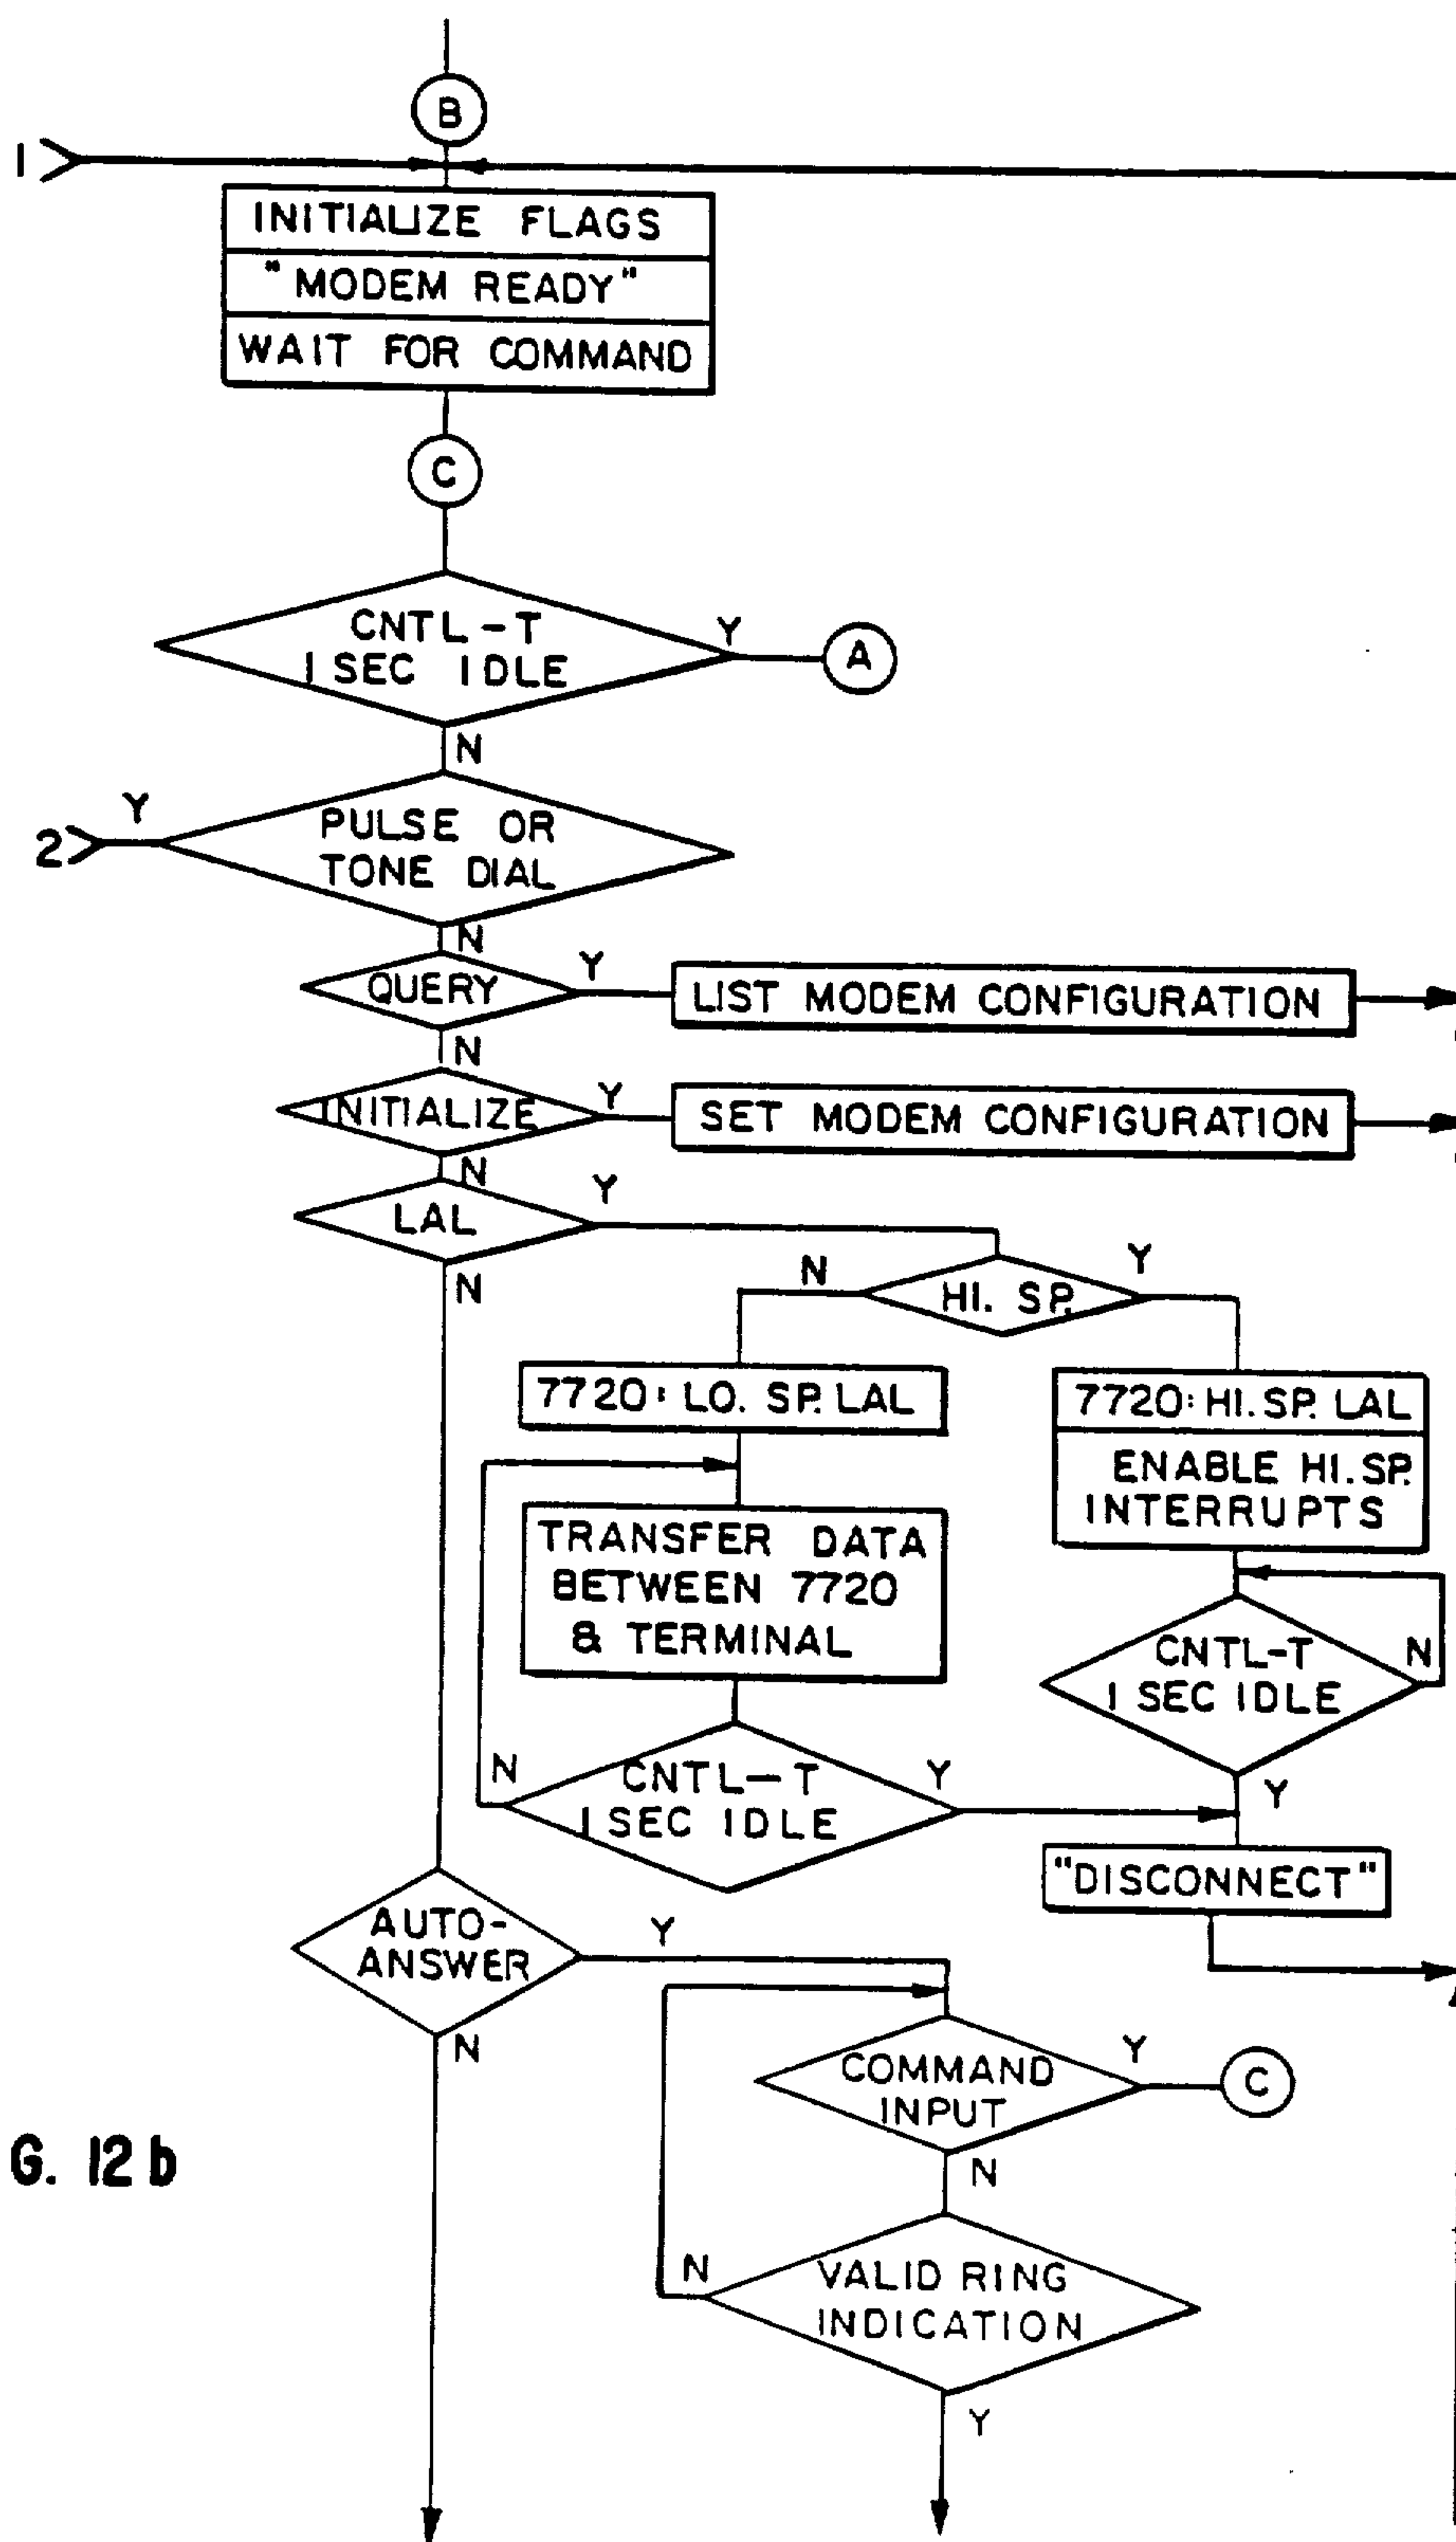 B
1
INITIALIZE FLAGS
"MODEM READY"
WAIT FOR COMMAND
C
CNTL-T
1 SEC IDLE
Y
A
N
Y
2
PULSE OR
TONE DIAL
N
QUERY
Y
LIST MODEM CONFIGURATION
N
INITIALIZE
Y
SET MODEM CONFIGURATION
N
LAL
Y
N
N
HI. SP.
Y
7720: LO. SP. LAL
7720: HI. SP. LAL
ENABLE HI. SP.
INTERRUPTS
TRANSFER DATA
BETWEEN 7720
& TERMINAL
CNTL-T
1 SEC IDLE
N
Y
N
CNTL-T
1 SEC IDLE
Y
"DISCONNECT"
AUTO-
ANSWER
Y
N
COMMAND
INPUT
Y
C
N
G. 12b
N
VALID RING
INDICATION
Y